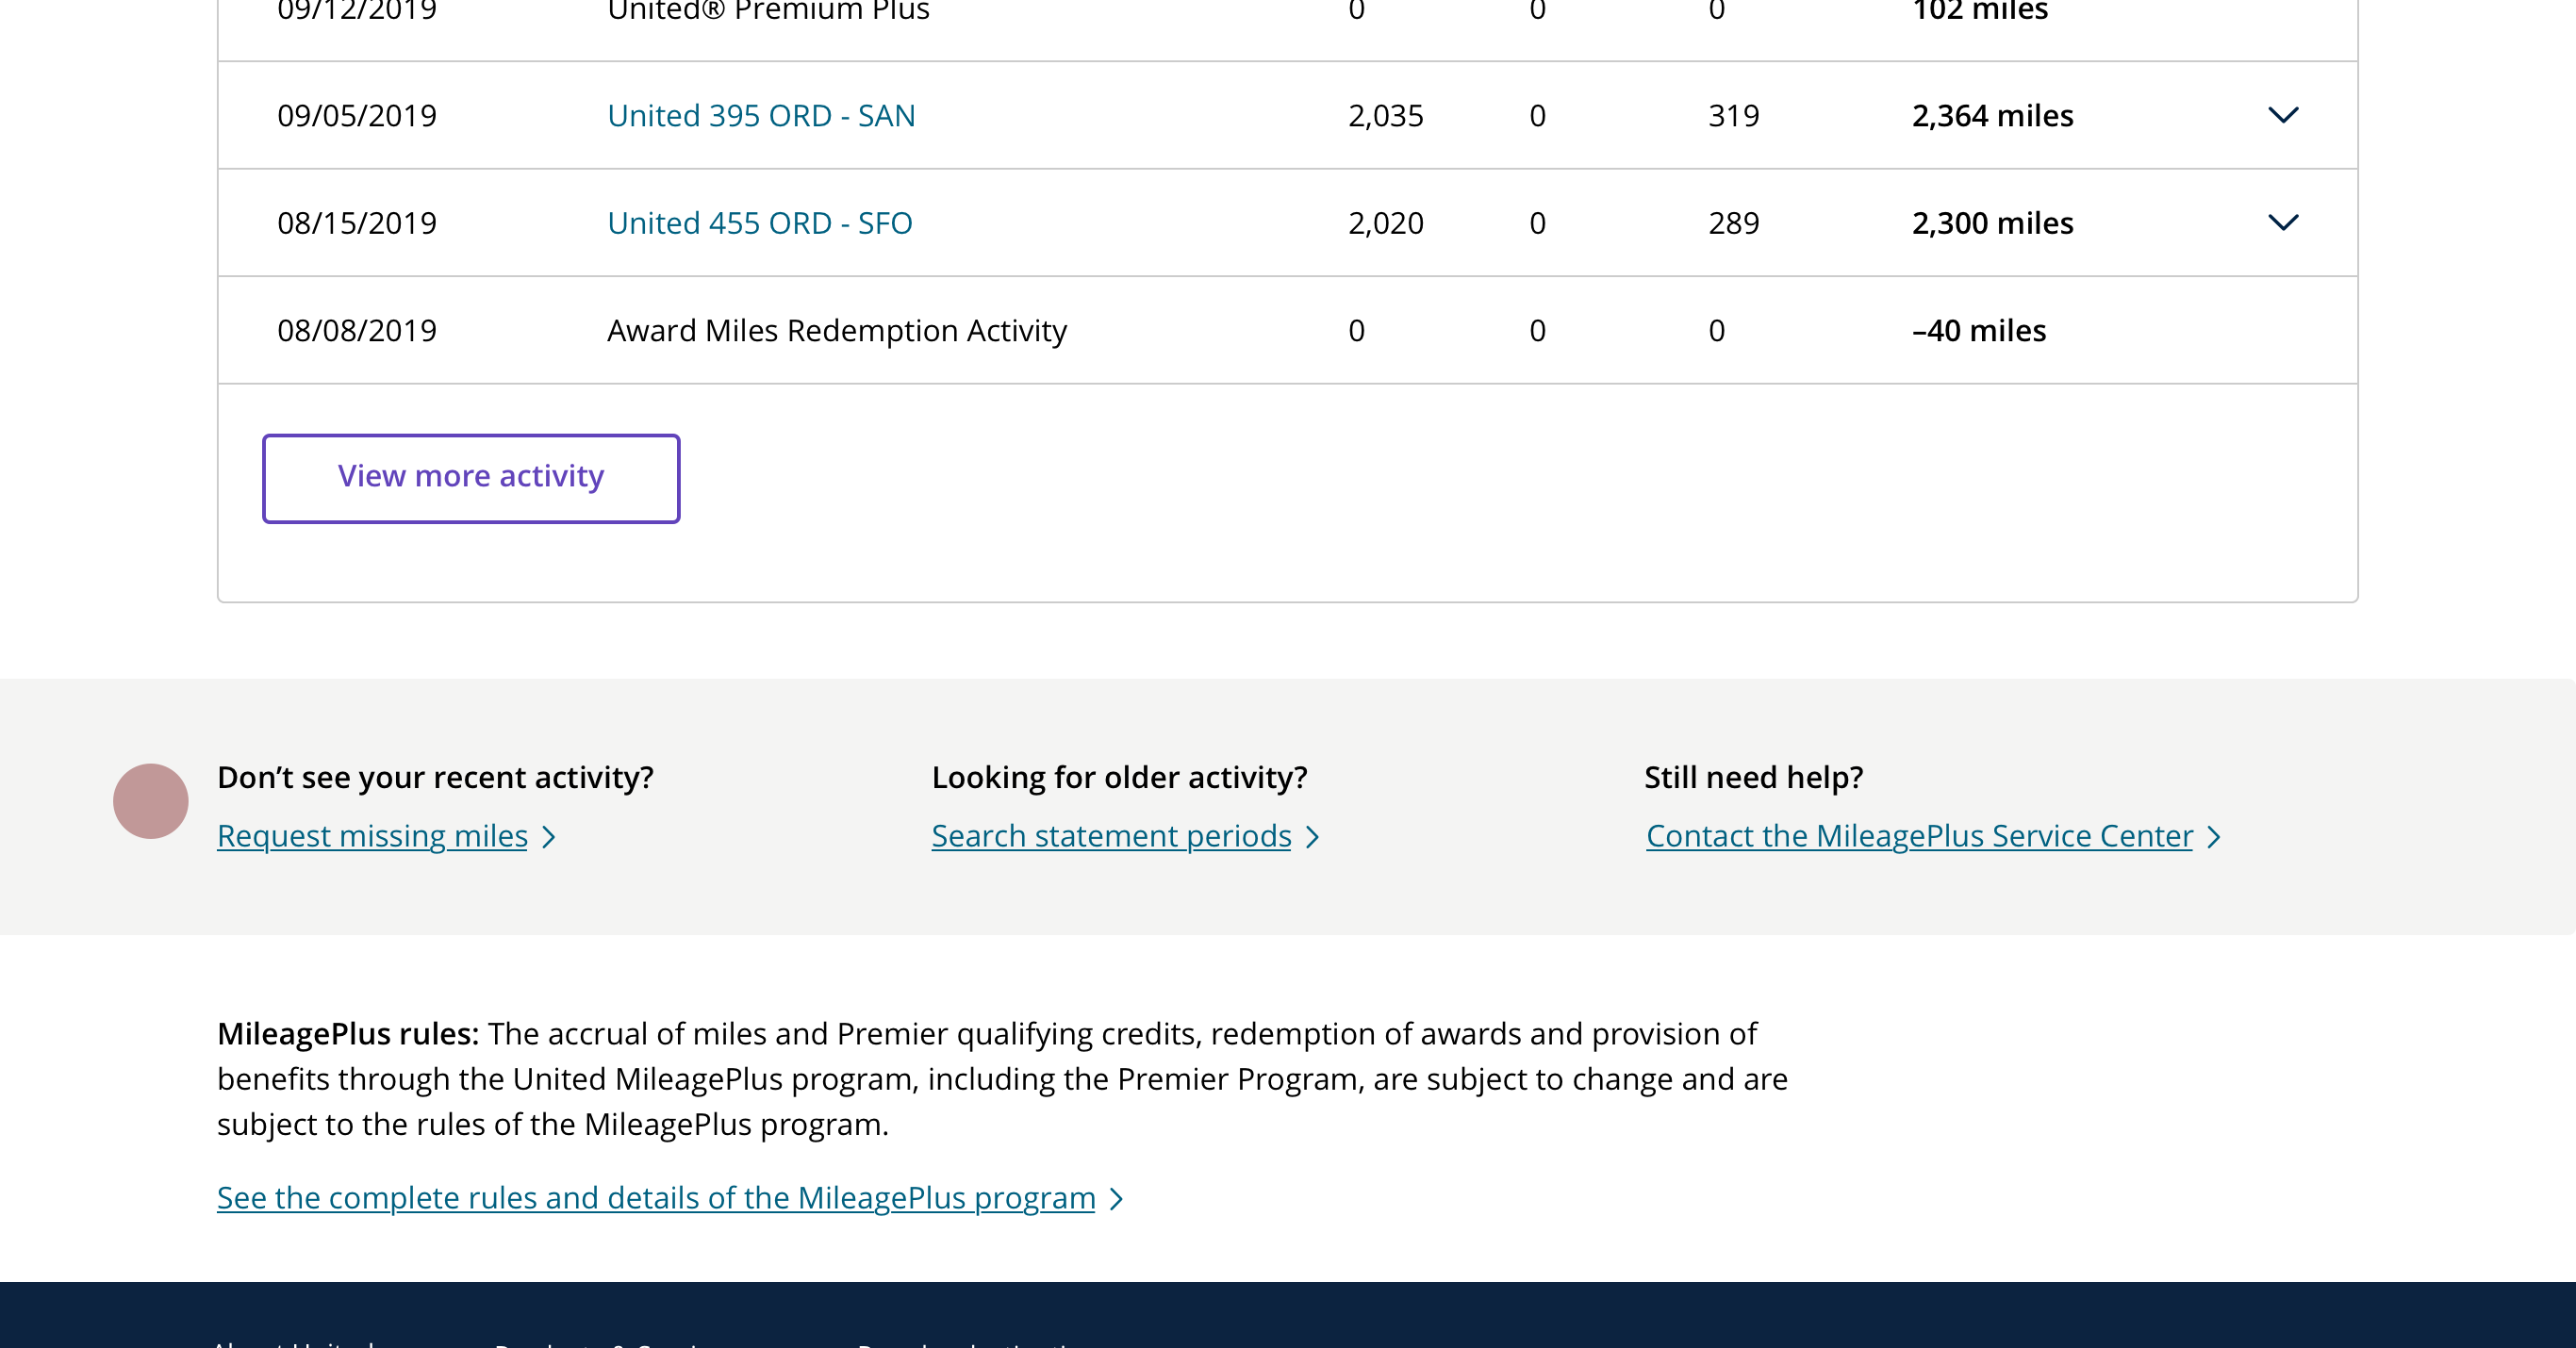 09/12/2019 United® Premium Plus 0 0 0 102 miles
09/05/2019 United 395 ORD - SAN 2,035 0 319 2,364 miles
08/15/2019 United 455 ORD - SFO 2,020 0 289 2,300 miles
08/08/2019 Award Miles Redemption Activity 0 0 0 –40 miles
View more activity
Don’t see your recent activity? Looking for older activity? Still need help?
Request missing miles Search statement periods Contact the MileagePlus Service Center
MileagePlus rules: The accrual of miles and Premier qualifying credits, redemption of awards and provision of
benefits through the United MileagePlus program, including the Premier Program, are subject to change and are
subject to the rules of the MileagePlus program.
See the complete rules and details of the MileagePlus program